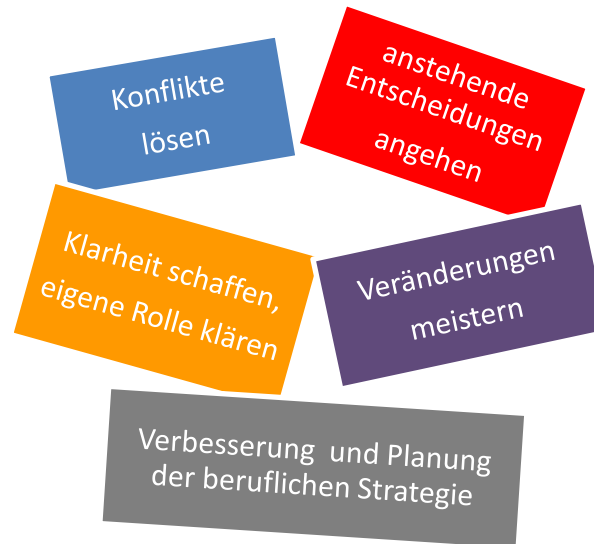 Konflikte
lösen
anstehende
Entscheidungen
angehen
Klarheit schaffen,
eigene Rolle klären
Veränderungen
meistern
Verbesserung  und Planung
der beruflichen Strategie